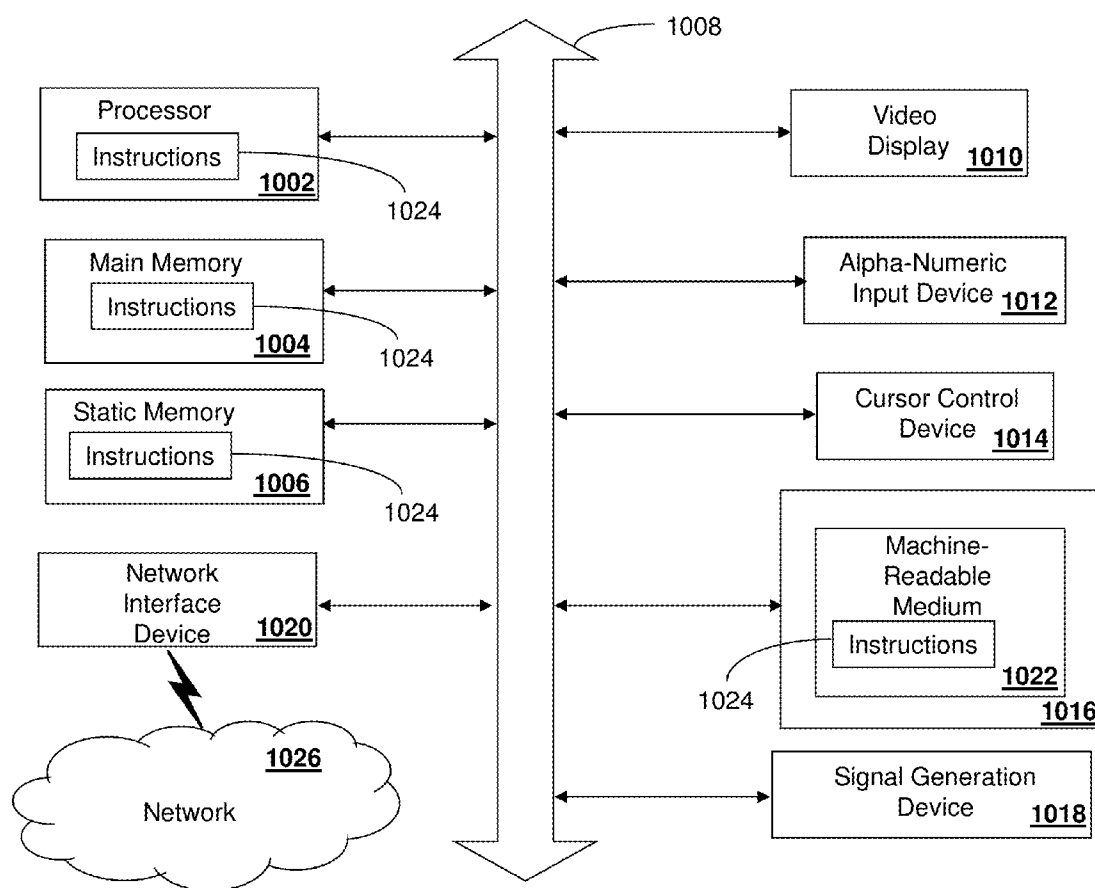 1008
Processor
Instructions
1002
1024
Main Memory
Instructions
1004
1024
Static Memory
Instructions
1006
1024
Network
Interface
Device
1020
1026
Network
Video
Display
1010
Alpha-Numeric
Input Device
1012
Cursor Control
Device
1014
Machine-
Readable
Medium
Instructions
1022
1024
1016
Signal Generation
Device
1018